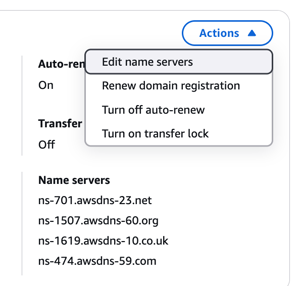 Actions
Auto-ren
Edit name servers
On
Renew domain registration
Turn off auto-renew
Transfer
Turn on transfer lock
Off
Name servers
ns-701.awsdns-23.net
ns-1507.awsdns-60.org
ns-1619.awsdns-10.co.uk
ns-474.awsdns-59.com